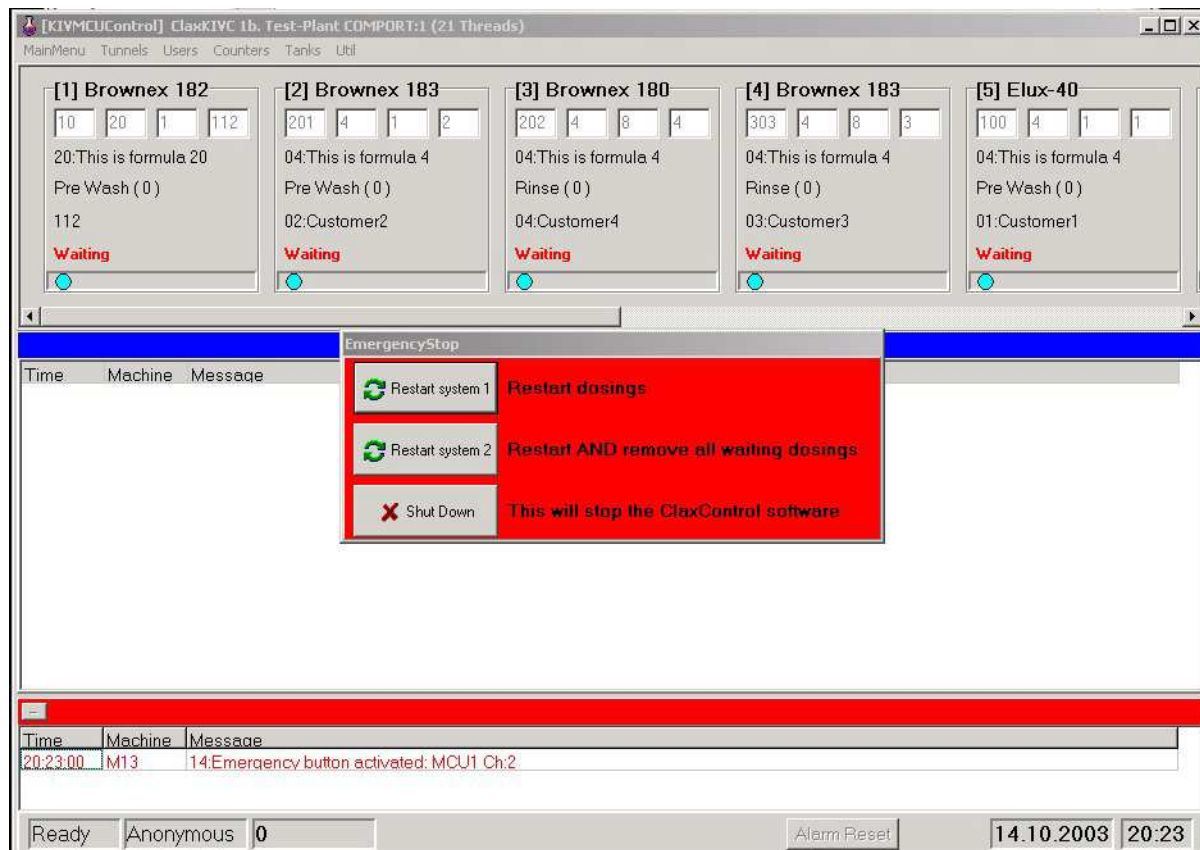 [KIVMCUControl] ClaxKIVC 1b. Test-Plant COMPORT:1 (21 Threads)
MainMenu Tunnels Users Counters Tanks Util
[1] Brownex 182 [2] Brownex 183 [3] Brownex 180 [4] Brownex 183 [5] Elux-40
10 20 1 112 201 4 1 2 202 4 8 4 303 4 8 3 100 4 1 1
20:This is formula 20 04:This is formula 4 04:This is formula 4 04:This is formula 4 04:This is formula 4
Pre Wash ( 0 ) Pre Wash ( 0 ) Rinse ( 0 ) Rinse ( 0 ) Pre Wash ( 0 )
112 02:Customer2 04:Customer4 03:Customer3 01:Customer1
Waiting Waiting Waiting Waiting Waiting
EmergencyStop
Time Machine Message
Restart system 1 Restart dosings
Restart system 2 Restart AND remove all waiting dosings
Shut Down This will stop the ClaxControl software
Time Machine Message
20:23:00 M13 14:Emergency button activated: MCU1 Ch:2
Ready Anonymous 0 Alarm Reset 14.10.2003 20:23